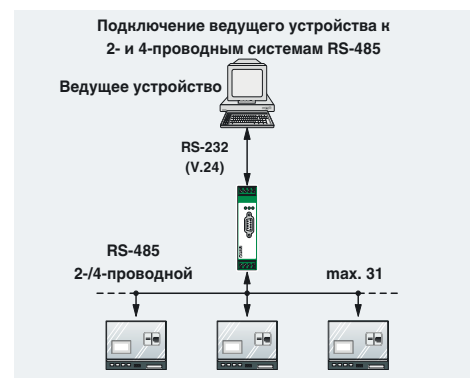 Подключение ведущего устройства к
2- и 4-проводным системам RS-485
Ведущее устройство
RS-232
(V.24)
RS-485
2-/4-проводной
max. 31